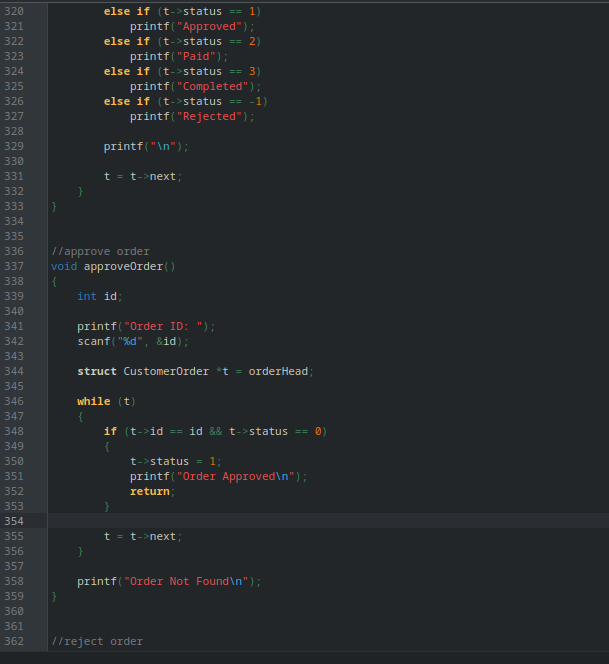 320         else if (t->status == 1)
321             printf("Approved");
322         else if (t->status == 2)
323             printf("Paid");
324         else if (t->status == 3)
325             printf("Completed");
326         else if (t->status == -1)
327             printf("Rejected");
328
329         printf("\n");
330
331         t = t->next;
332     }
333 }
334
335
336 //approve order
337 void approveOrder()
338 {
339     int id;
340
341     printf("Order ID: ");
342     scanf("%d", &id);
343
344     struct CustomerOrder *t = orderHead;
345
346     while (t)
347     {
348         if (t->id == id && t->status == 0)
349         {
350             t->status = 1;
351             printf("Order Approved\n");
352             return;
353         }
354
355         t = t->next;
356     }
357
358     printf("Order Not Found\n");
359 }
360
361
362 //reject order